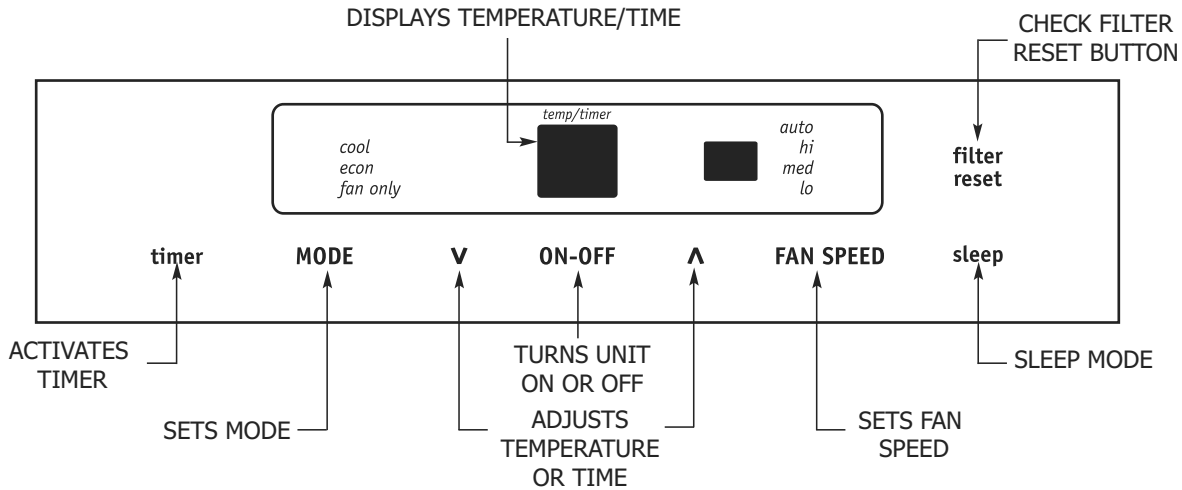 DISPLAYS TEMPERATURE/TIME
CHECK FILTER
RESET BUTTON
temp/timer
cool
econ
fan only
auto
hi
med
lo
filter
reset
timer
MODE
V
ON-OFF
Λ
FAN SPEED
sleep
ACTIVATES
TIMER
SETS MODE
TURNS UNIT
ON OR OFF
ADJUSTS
TEMPERATURE
OR TIME
SETS FAN
SPEED
SLEEP MODE